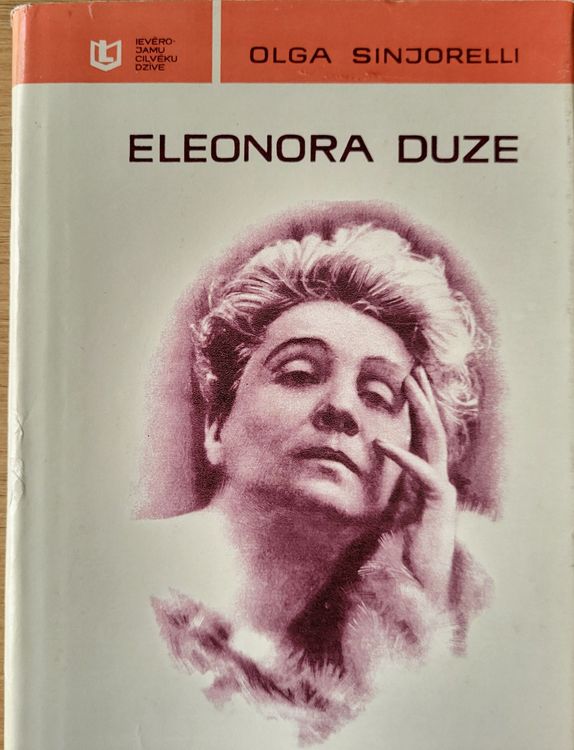 IEVĒRO-
JAMU
CILVĒKU
DZĪVE
OLGA SINJORELLI
ELEONORA DUZE